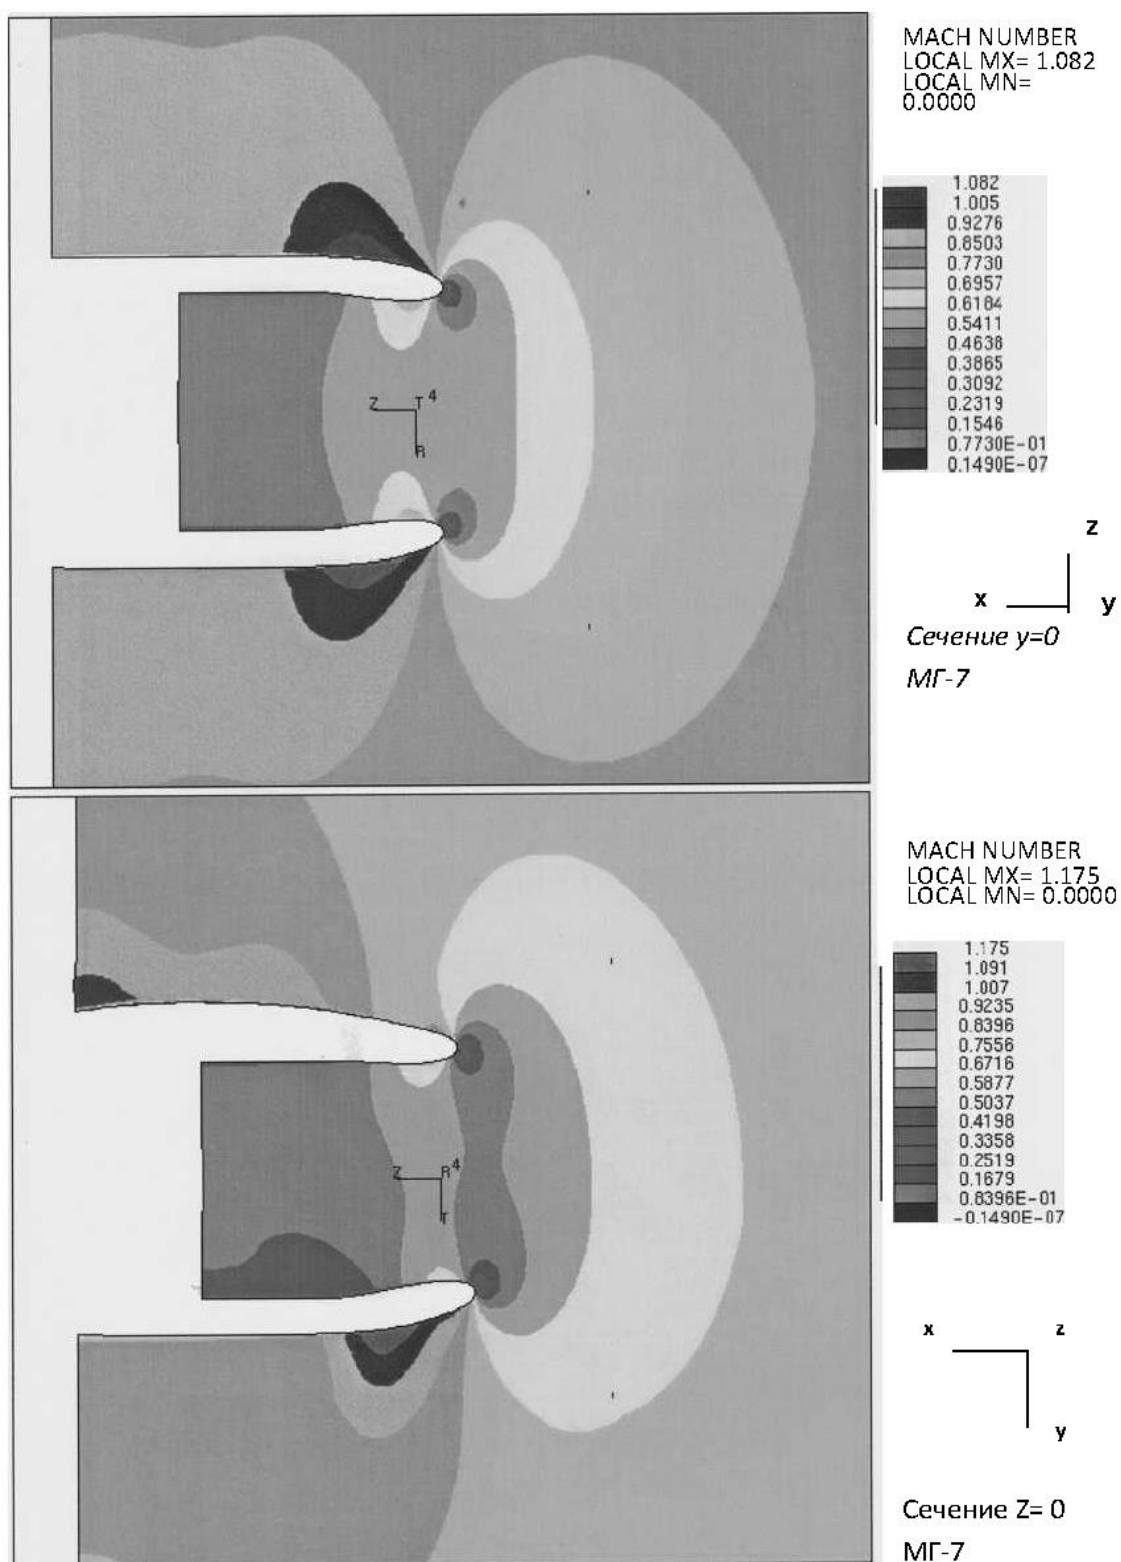 MACH NUMBER
LOCAL MX= 1.082
LOCAL MN=
0.0000
1.082
1.005
0.9276
0.8503
0.7730
0.6957
0.6184
0.5411
0.4638
0.3865
0.3092
0.2319
0.1546
0.7730E-01
0.1490E-07
Z T 4
R
z
x y
Сечение y=0
МГ-7
MACH NUMBER
LOCAL MX= 1.175
LOCAL MN= 0.0000
1.175
1.091
1.007
0.9235
0.8396
0.7556
0.6716
0.5877
0.5037
0.4198
0.3358
0.2519
0.1679
0.8396E-01
-0.1490E-07
Z R 4
T
x z
y
Сечение Z= 0
МГ-7